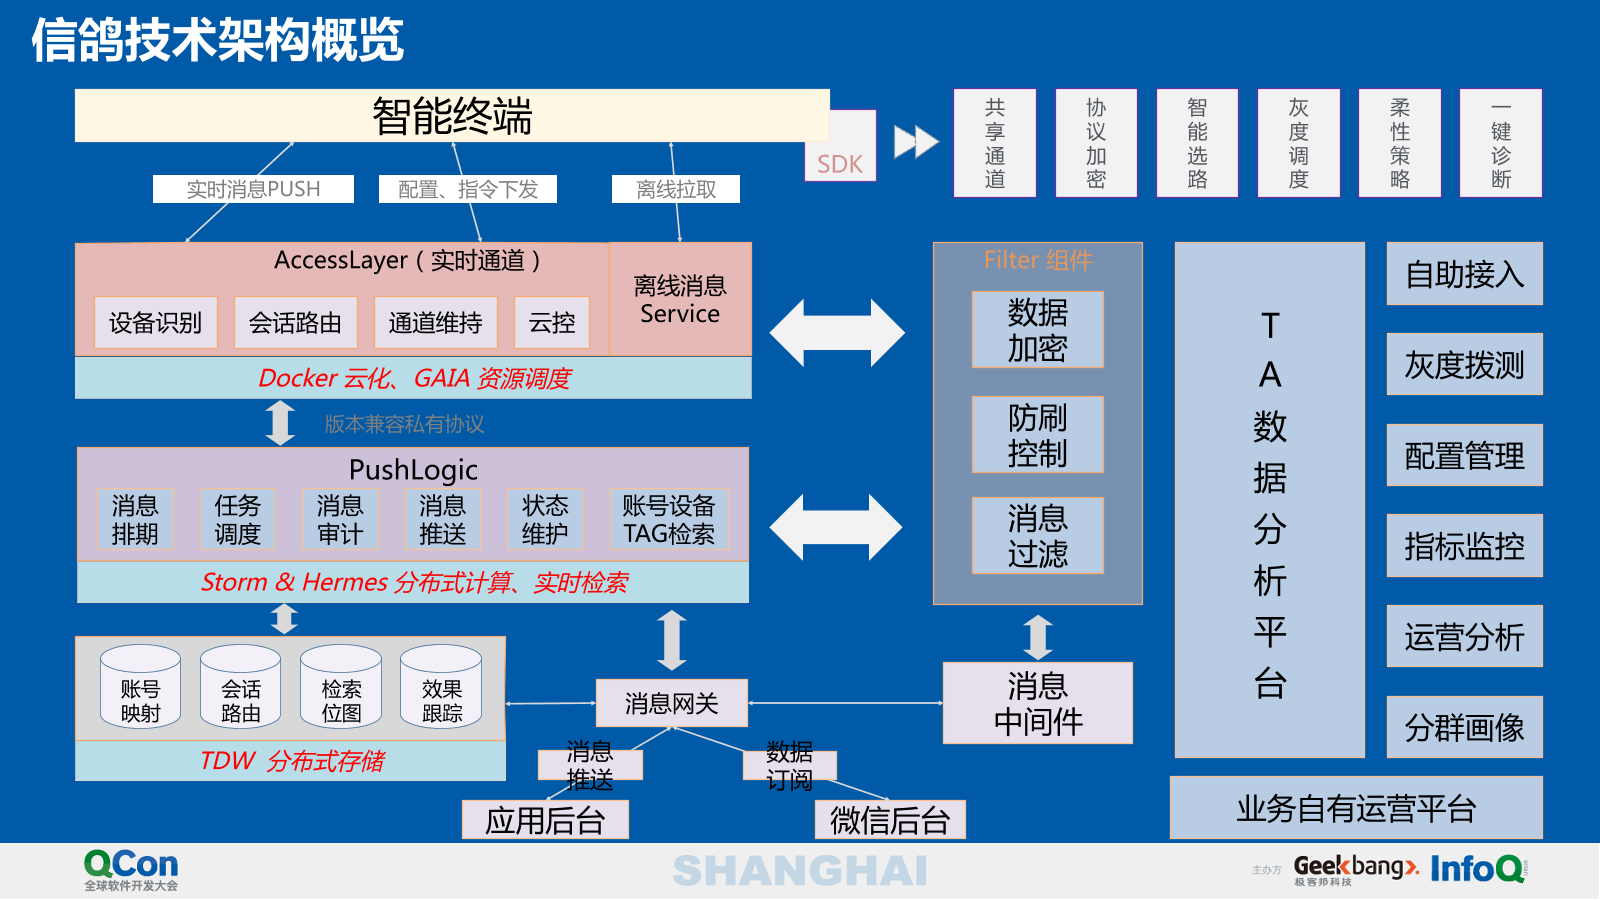 信鸽技术架构概览
智能终端
SDK
共享通道
协议加密
智能选路
灰度调度
柔性策略
一键诊断
实时消息PUSH
配置、指令下发
离线拉取
AccessLayer（实时通道）
设备识别
会话路由
通道维持
云控
离线消息
Service
Docker 云化、GAIA 资源调度
版本兼容私有协议
PushLogic
消息
排期
任务
调度
消息
审计
消息
推送
状态
维护
账号设备
TAG检索
Storm & Hermes 分布式计算、实时检索
账号
映射
会话
路由
检索
位图
效果
跟踪
TDW 分布式存储
消息网关
消息
推送
数据
订阅
应用后台
微信后台
Filter 组件
数据
加密
防刷
控制
消息
过滤
消息
中间件
TA数据分析平台
自助接入
灰度拨测
配置管理
指标监控
运营分析
分群画像
业务自有运营平台
QCon
全球软件开发大会
SHANGHAI
主办方
Geekbang>.
极客邦科技
InfoQ